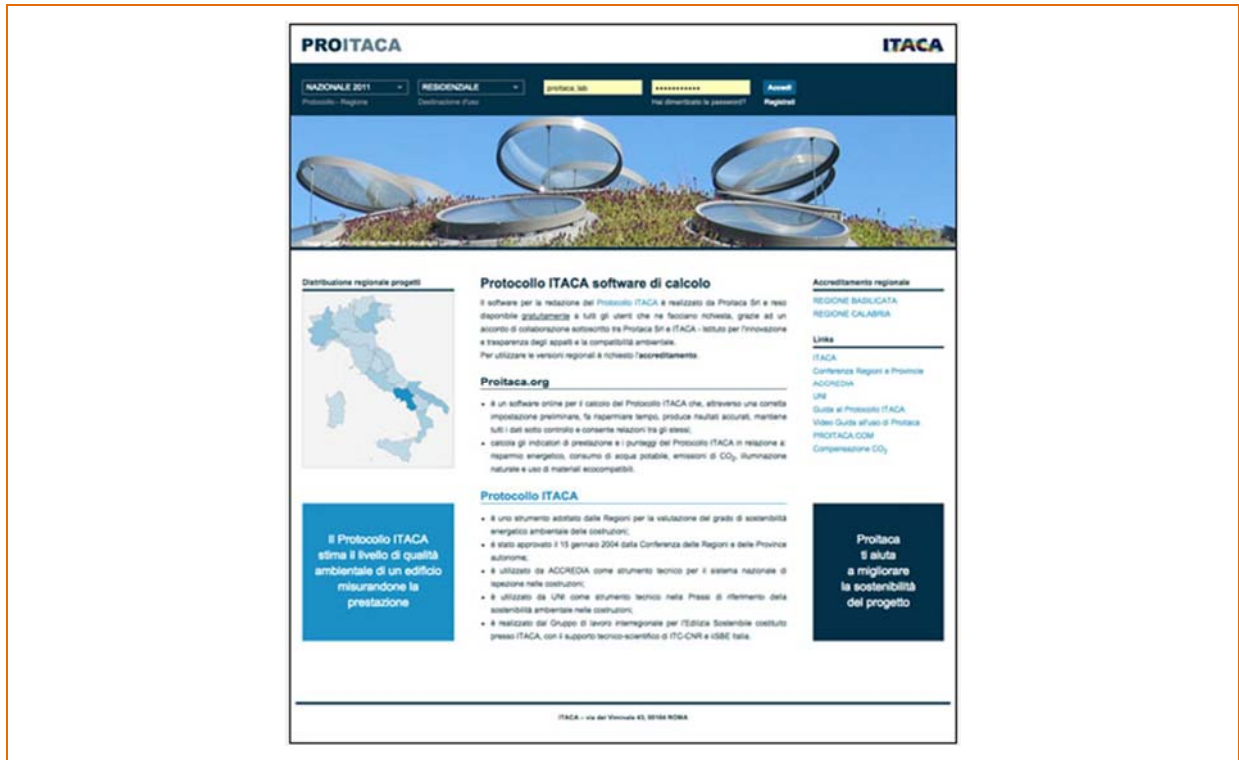 PROITACA
ITACA
NAZIONALE 2011
RESIDENZIALE
proitaca_lab
••••••••••••
Accedi
Protocollo - Regione
Destinazione d'uso
Hai dimenticato la password?
Registrati
Distribuzione regionale progetti
Protocollo ITACA software di calcolo
Il software per la redazione del Protocollo ITACA è realizzato da Proitaca Srl e reso
disponibile gratuitamente a tutti gli utenti che ne facciano richiesta, grazie ad un
accordo di collaborazione sottoscritto tra Proitaca Srl e ITACA - Istituto per l'innovazione
e trasparenza degli appalti e la compatibilità ambientale.
Per utilizzare le versioni regionali è richiesto l'accreditamento.
Proitaca.org
• è un software online per il calcolo del Protocollo ITACA che, attraverso una corretta
impostazione preliminare, fa risparmiare tempo, produce risultati accurati, mantiene
tutti i dati sotto controllo e consente relazioni tra gli stessi;
• calcola gli indicatori di prestazione e i punteggi del Protocollo ITACA in relazione a:
risparmio energetico, consumo di acqua potabile, emissioni di CO₂, illuminazione
naturale e uso di materiali ecocompatibili.
Protocollo ITACA
• è uno strumento adottato dalle Regioni per la valutazione del grado di sostenibilità
energetico ambientale delle costruzioni;
• è stato approvato il 15 gennaio 2004 dalla Conferenza delle Regioni e delle Province
autonome;
• è utilizzato da ACCREDIA come strumento tecnico per il sistema nazionale di
ispezione nelle costruzioni;
• è utilizzato da UNI come strumento tecnico nella Prassi di riferimento della
sostenibilità ambientale nelle costruzioni;
• è realizzato dal Gruppo di lavoro interregionale per l'Edilizia Sostenibile costituito
presso ITACA, con il supporto tecnico-scientifico di ITC-CNR e iiSBE Italia.
Accreditamento regionale
REGIONE BASILICATA
REGIONE CALABRIA
Links
ITACA
Conferenza Regioni e Provincie
ACCREDIA
UNI
Guida al Protocollo ITACA
Video Guida all'uso di Proitaca
PROITACA.COM
Compensazione CO₂
Il Protocollo ITACA
stima il livello di qualità
ambientale di un edificio
misurandone la
prestazione
Proitaca
ti aiuta
a migliorare
la sostenibilità
del progetto
ITACA – via del Viminale 43, 00184 ROMA